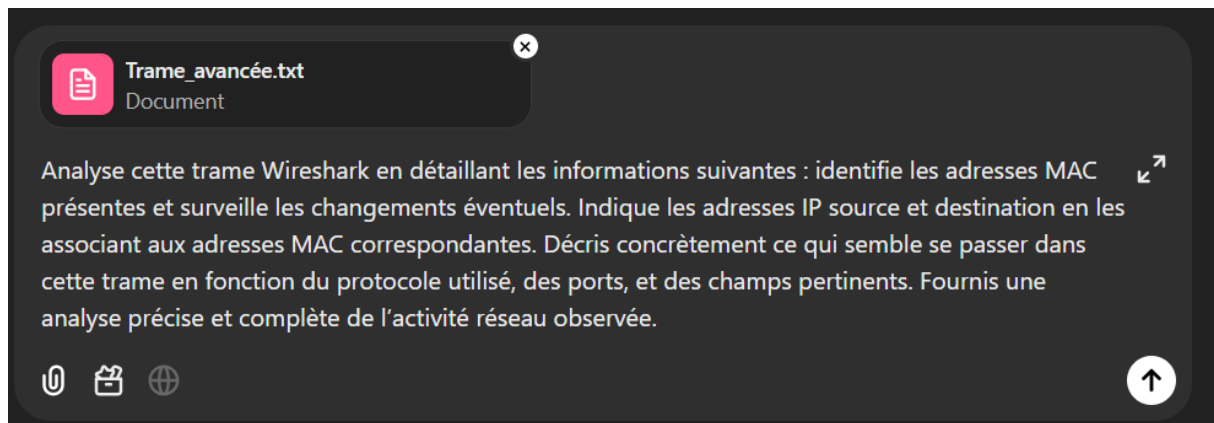 Trame_avancée.txt
Document
Analyse cette trame Wireshark en détaillant les informations suivantes : identifie les adresses MAC
présentes et surveille les changements éventuels. Indique les adresses IP source et destination en les
associant aux adresses MAC correspondantes. Décris concrètement ce qui semble se passer dans
cette trame en fonction du protocole utilisé, des ports, et des champs pertinents. Fournis une
analyse précise et complète de l’activité réseau observée.